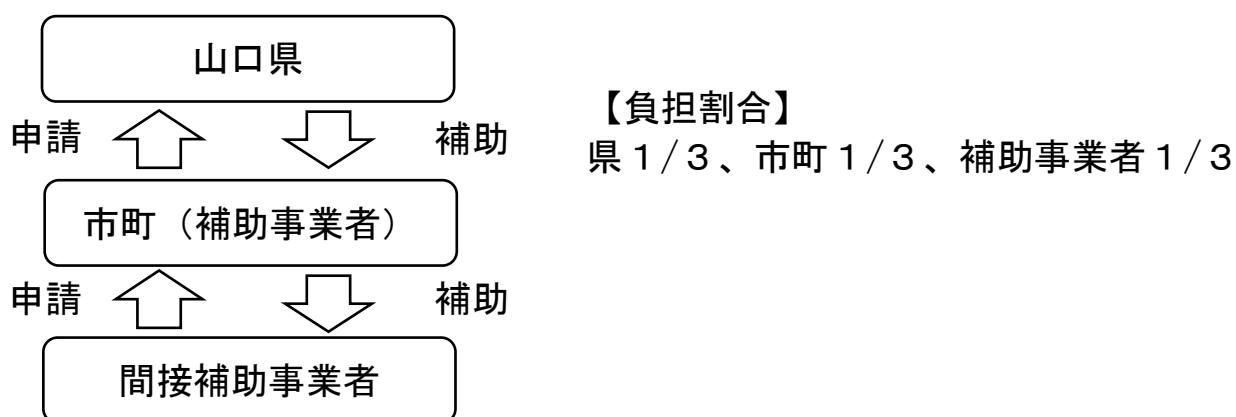 山口県
申請
補助
【負担割合】
県1/3、市町1/3、補助事業者1/3
市町（補助事業者）
申請
補助
間接補助事業者